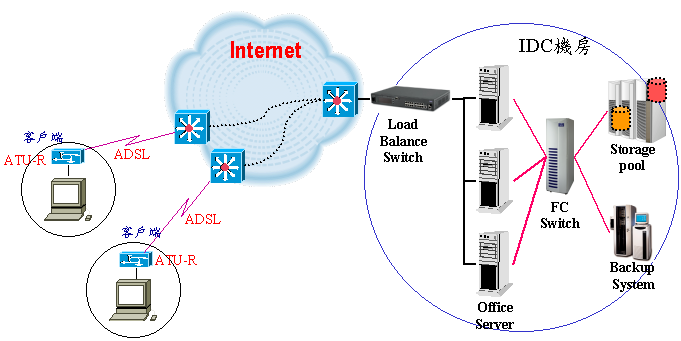 Internet
IDC機房
客戶端
ATU-R
ADSL
客戶端
ATU-R
ADSL
Load
Balance
Switch
Office
Server
FC
Switch
Storage
pool
Backup
System